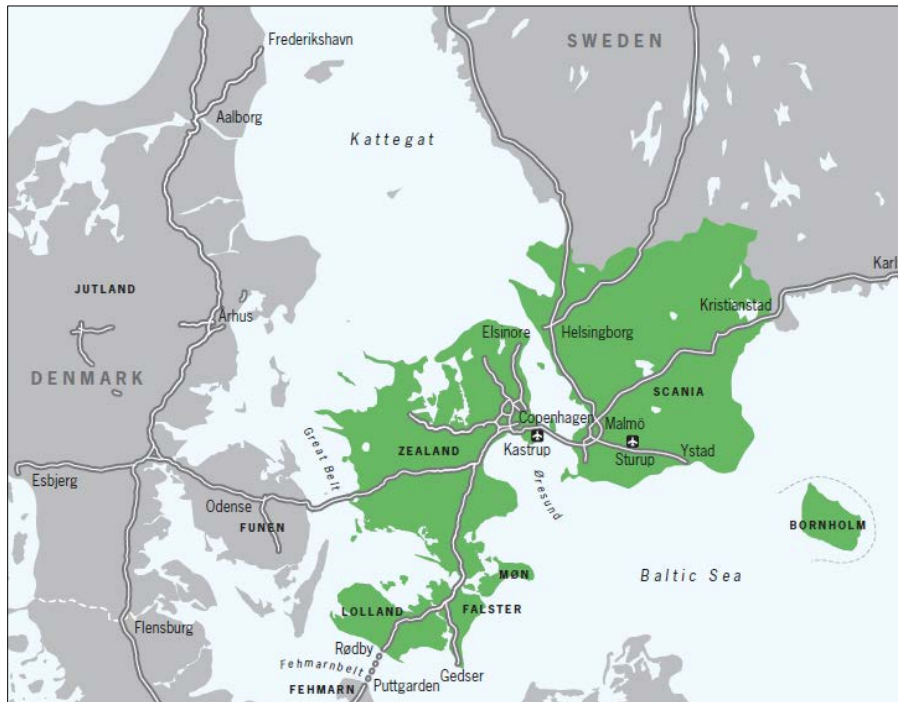 Frederikshavn
SWEDEN
Aalborg
Kattegat
Karl
JUTLAND
Kristianstad
Århus
Elsinore
Helsingborg
DENMARK
SCANIA
Copenhagen
Malmö
Great Belt
ZEALAND
Kastrup
Sturup
Ystad
Esbjerg
Øresund
Odense
FUNEN
BORNHOLM
MØN
Baltic Sea
LOLLAND
FALSTER
Flensburg
Rødby
Fehmarnbelt
Gedser
Puttgarden
FEHMARN